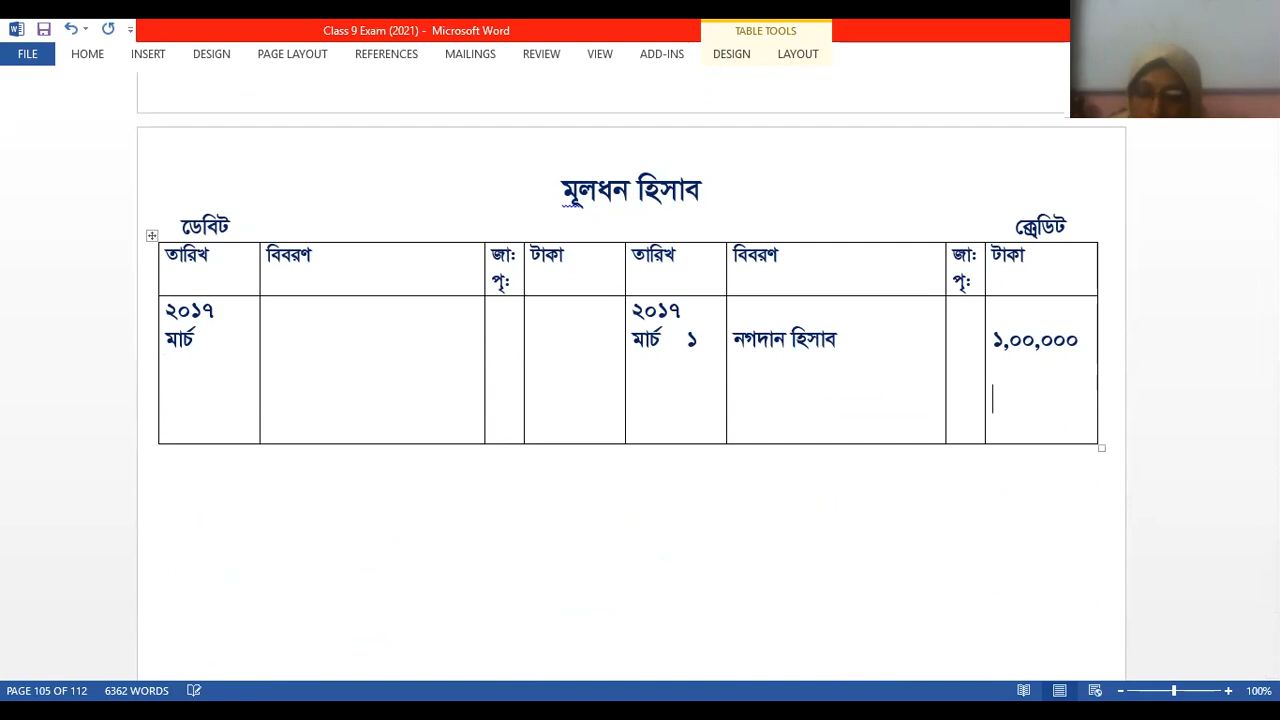 Class 9 Exam (2021) - Microsoft Word
TABLE TOOLS
FILE HOME INSERT DESIGN PAGE LAYOUT REFERENCES MAILINGS REVIEW VIEW ADD-INS DESIGN LAYOUT
মূলধন হিসাব
ডেবিট ক্রেডিট
তারিখ বিবরণ জা: পৃ: টাকা তারিখ বিবরণ জা: পৃ: টাকা
২০১৭ ২০১৭
মার্চ মার্চ ১ নগদান হিসাব ১,০০,০০০
PAGE 105 OF 112 6362 WORDS 100%